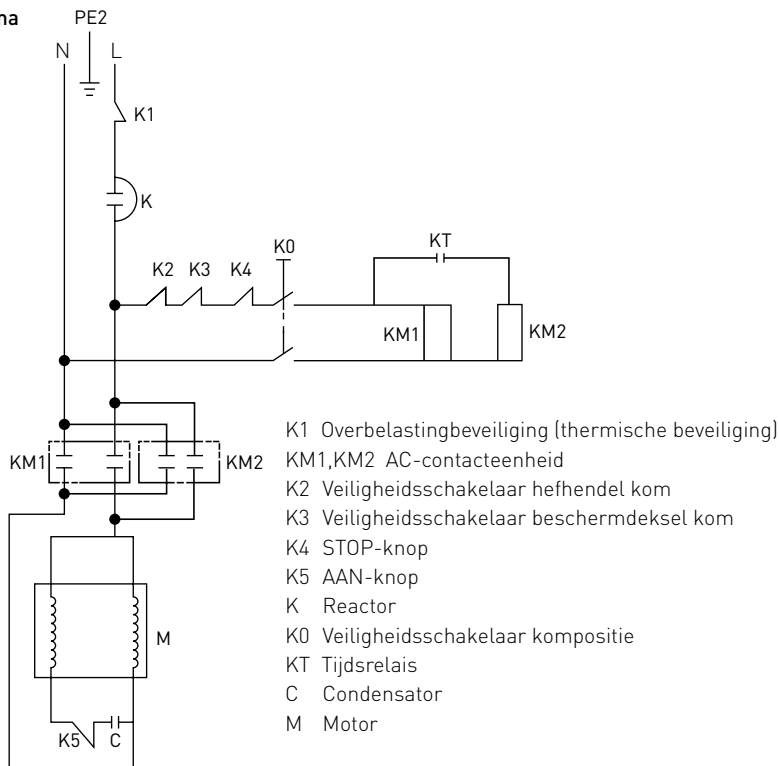 ma
PE2
N
L
K1
K
K0
KT
K2 K3 K4
KM1
KM2
KM1
KM2
K1 Overbelastingbeveiliging (thermische beveiliging)
KM1,KM2 AC-contacteenheid
K2 Veiligheidsschakelaar hefhendel kom
K3 Veiligheidsschakelaar beschermdeksel kom
K4 STOP-knop
K5 AAN-knop
K Reactor
K0 Veiligheidsschakelaar kompositie
KT Tijdsrelais
C Condensator
M Motor
M
K5 C